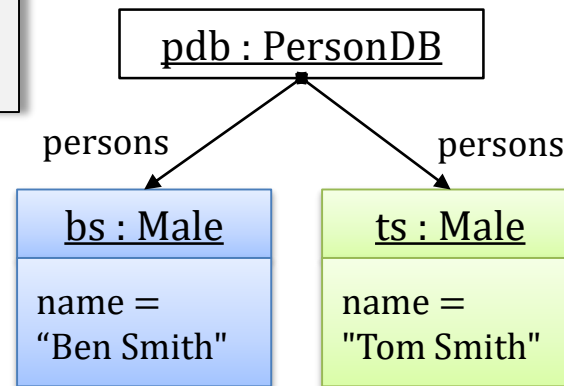 pdb : PersonDB
persons
persons
bs : Male
ts : Male
name =
“Ben Smith"
name =
"Tom Smith"